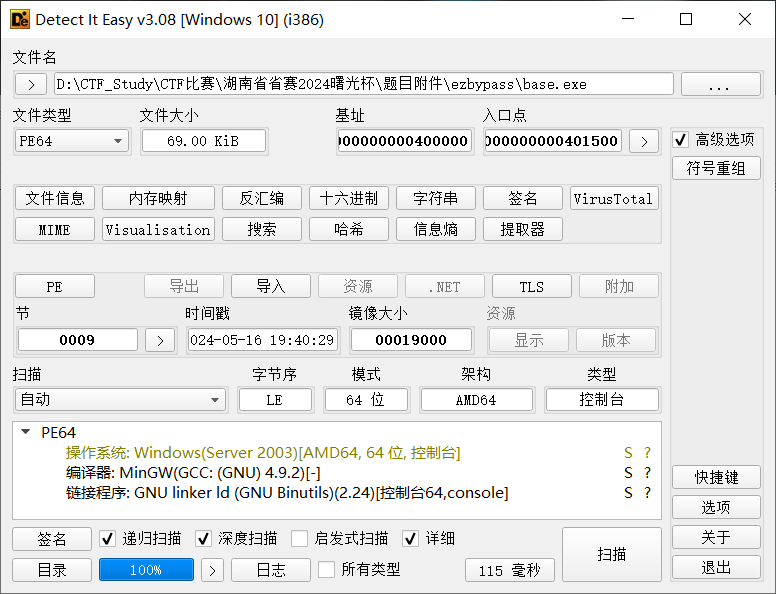 Detect It Easy v3.08 [Windows 10] (i386)
文件名
> D:\CTF_Study\CTF比赛\湖南省省赛2024曙光杯\题目附件\ezbypass\base.exe ...
文件类型 文件大小 基址 入口点
PE64 69.00 KiB 000000000400000 000000000401500 > 高级选项
符号重组
文件信息 内存映射 反汇编 十六进制 字符串 签名 VirusTotal
MIME Visualisation 搜索 哈希 信息熵 提取器
PE 导出 导入 资源 .NET TLS 附加
节 时间戳 镜像大小 资源
0009 > 024-05-16 19:40:29 00019000 显示 版本
扫描 字节序 模式 架构 类型
自动 LE 64 位 AMD64 控制台
PE64
操作系统: Windows(Server 2003)[AMD64, 64 位, 控制台] S ?
编译器: MinGW(GCC: (GNU) 4.9.2)[-] S ?
链接程序: GNU linker ld (GNU Binutils)(2.24)[控制台64,console] S ?
快捷键
选项
签名 递归扫描 深度扫描 启发式扫描 详细 扫描 关于
目录 100% > 日志 所有类型 115 毫秒 退出